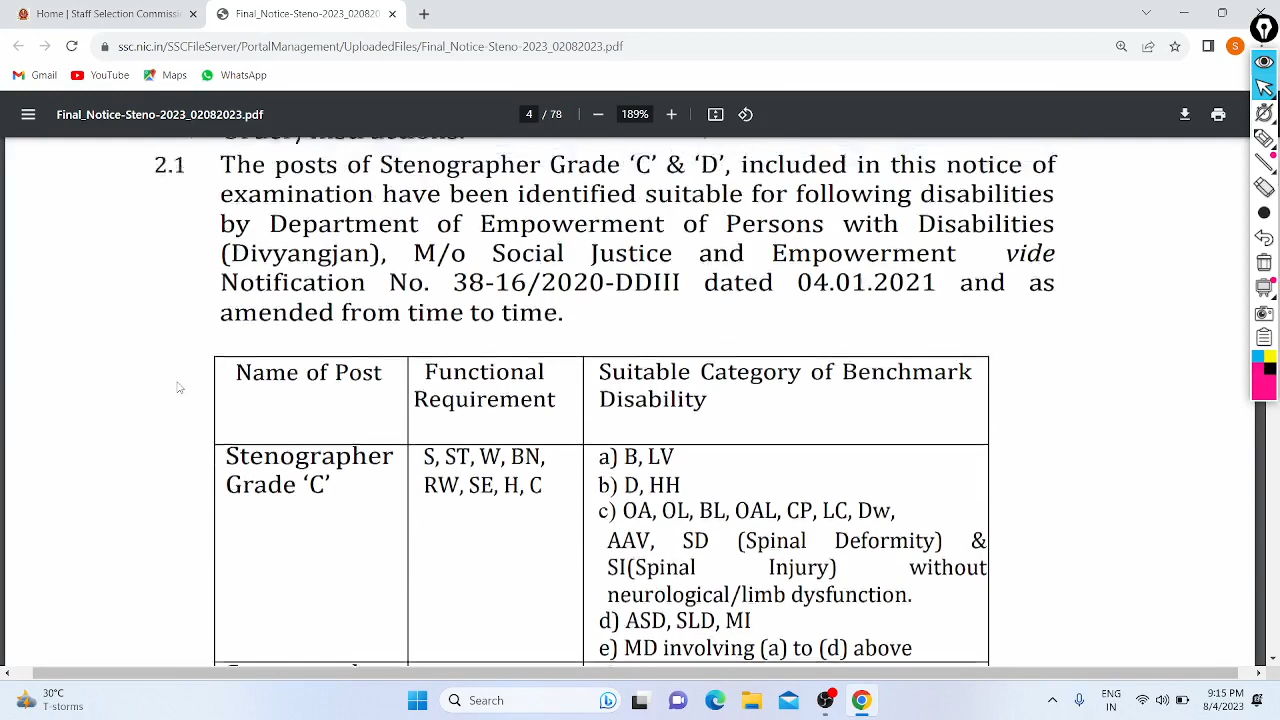 Home | Staff Selection Commission
Final_Notice-Steno-2023_020820
ssc.nic.in/SSCFileServer/PortalManagement/UploadedFiles/Final_Notice-Steno-2023_02082023.pdf
S
Gmail YouTube Maps WhatsApp
Final_Notice-Steno-2023_02082023.pdf 4 / 78 189%
2.1 The posts of Stenographer Grade ‘C’ & ‘D’, included in this notice of
examination have been identified suitable for following disabilities
by Department of Empowerment of Persons with Disabilities
(Divyangjan), M/o Social Justice and Empowerment vide
Notification No. 38-16/2020-DDIII dated 04.01.2021 and as
amended from time to time.
Name of Post
Functional
Requirement
Suitable Category of Benchmark
Disability
Stenographer
Grade ‘C’
S, ST, W, BN,
RW, SE, H, C
a) B, LV
b) D, HH
c) OA, OL, BL, OAL, CP, LC, Dw,
AAV, SD (Spinal Deformity) &
SI(Spinal Injury) without
neurological/limb dysfunction.
d) ASD, SLD, MI
e) MD involving (a) to (d) above
30°C
T-storms
Search
ENG
IN
9:15 PM
8/4/2023